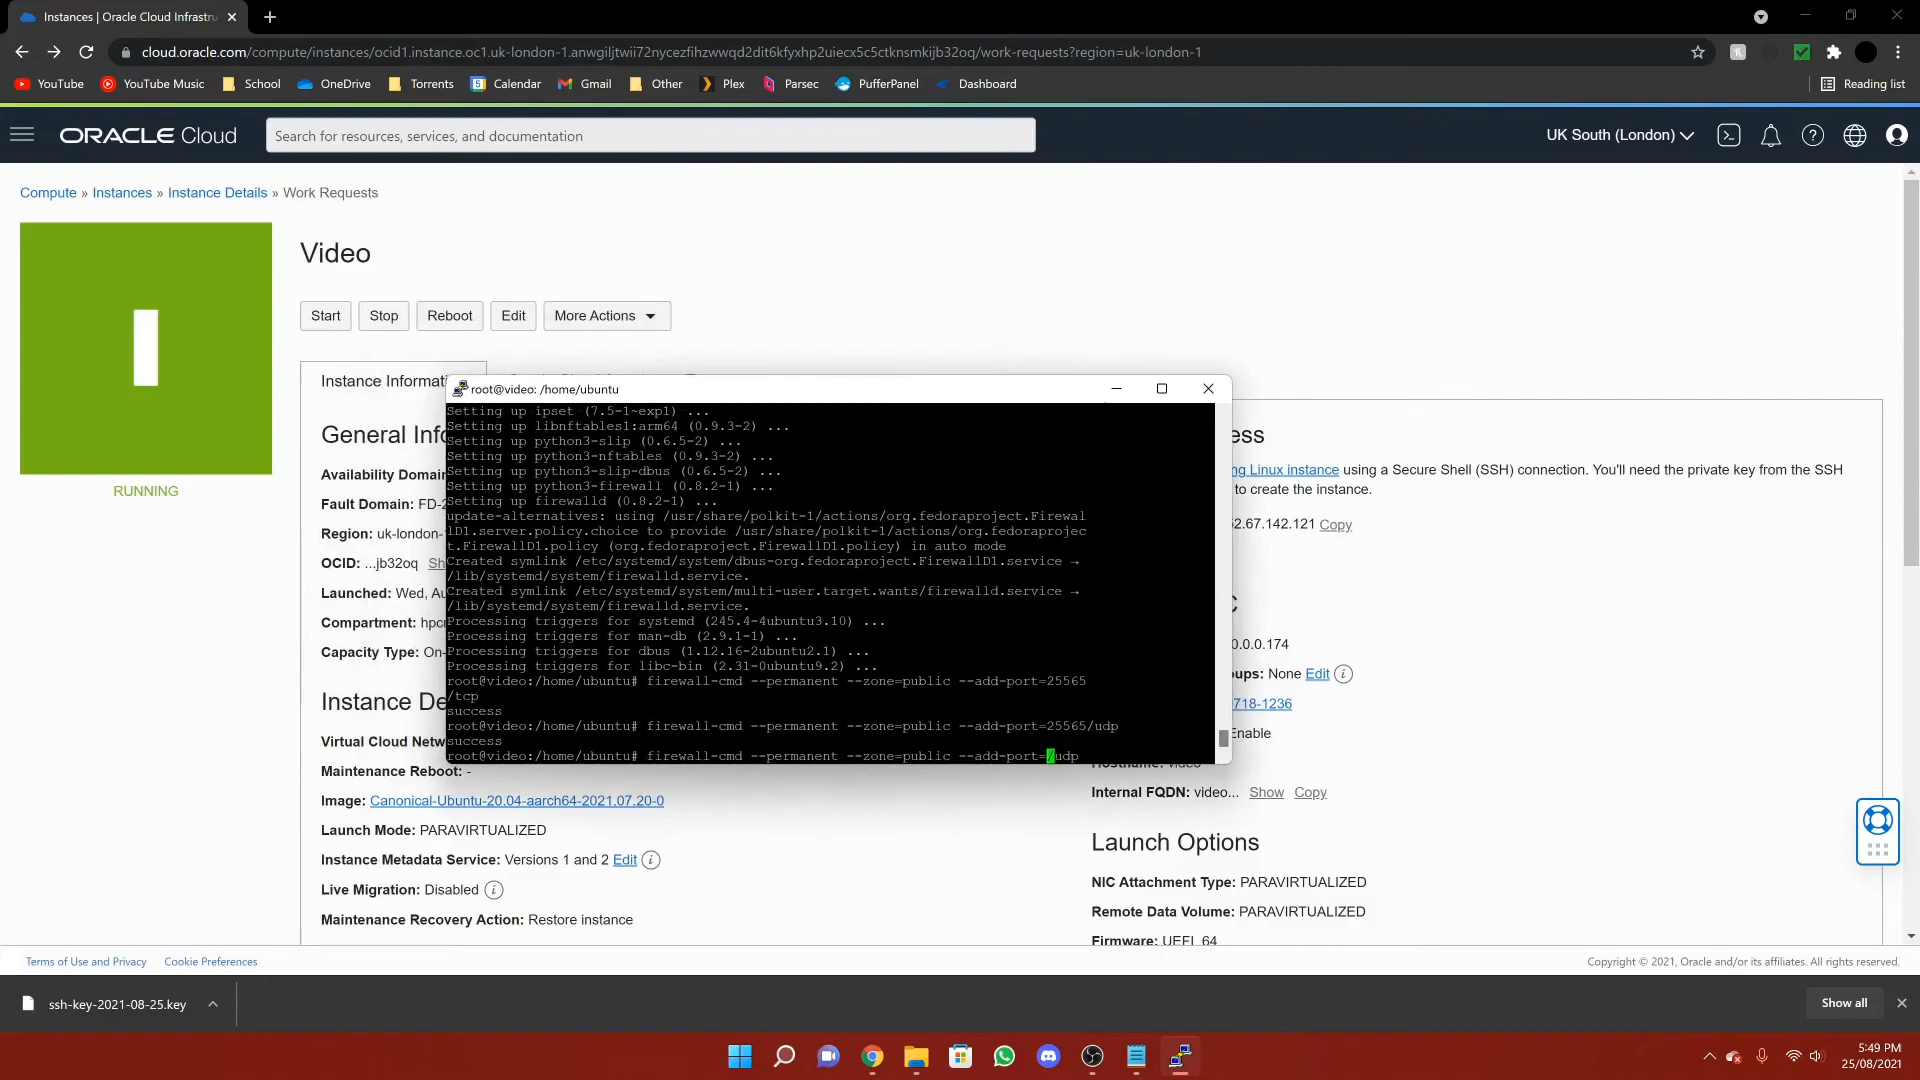 Instances | Oracle Cloud Infrastru
cloud.oracle.com/compute/instances/ocid1.instance.oc1.uk-london-1.anwgiljtwii72nycezfihzwwqd2dit6kfyxhp2uiecx5c5ctknsmkijb32oq/work-requests?region=uk-london-1
YouTube YouTube Music School OneDrive Torrents Calendar Gmail Other Plex Parsec PufferPanel Dashboard Reading list
ORACLE Cloud Search for resources, services, and documentation UK South (London)
Compute » Instances » Instance Details » Work Requests
Video
Start Stop Reboot Edit More Actions
RUNNING
Instance Informati
General Info
Availability Domain
Fault Domain: FD-2
Region: uk-london-
OCID: ...jb32oq Sh
Launched: Wed, Au
Compartment: hpcr
Capacity Type: On-
Instance De
Virtual Cloud Netw
Maintenance Reboot: -
Image: Canonical-Ubuntu-20.04-aarch64-2021.07.20-0
Launch Mode: PARAVIRTUALIZED
Instance Metadata Service: Versions 1 and 2 Edit
Live Migration: Disabled
Maintenance Recovery Action: Restore instance
root@video: /home/ubuntu
Setting up ipset (7.5-1~exp1) ...
Setting up libnftables1:arm64 (0.9.3-2) ...
Setting up python3-slip (0.6.5-2) ...
Setting up python3-nftables (0.9.3-2) ...
Setting up python3-slip-dbus (0.6.5-2) ...
Setting up python3-firewall (0.8.2-1) ...
Setting up firewalld (0.8.2-1) ...
update-alternatives: using /usr/share/polkit-1/actions/org.fedoraproject.Firewal
lD1.server.policy.choice to provide /usr/share/polkit-1/actions/org.fedoraprojec
t.FirewallD1.policy (org.fedoraproject.FirewallD1.policy) in auto mode
Created symlink /etc/systemd/system/dbus-org.fedoraproject.FirewallD1.service →
/lib/systemd/system/firewalld.service.
Created symlink /etc/systemd/system/multi-user.target.wants/firewalld.service →
/lib/systemd/system/firewalld.service.
Processing triggers for systemd (245.4-4ubuntu3.10) ...
Processing triggers for man-db (2.9.1-1) ...
Processing triggers for dbus (1.12.16-2ubuntu2.1) ...
Processing triggers for libc-bin (2.31-0ubuntu9.2) ...
root@video:/home/ubuntu# firewall-cmd --permanent --zone=public --add-port=25565
/tcp
success
root@video:/home/ubuntu# firewall-cmd --permanent --zone=public --add-port=25565/udp
success
root@video:/home/ubuntu# firewall-cmd --permanent --zone=public --add-port=/udp
ess
ng Linux instance using a Secure Shell (SSH) connection. You'll need the private key from the SSH
to create the instance.
52.67.142.121 Copy
0.0.0.174
ups: None Edit
718-1236
Enable
Hostname: video
Internal FQDN: video... Show Copy
Launch Options
NIC Attachment Type: PARAVIRTUALIZED
Remote Data Volume: PARAVIRTUALIZED
Firmware: UEFI_64
Terms of Use and Privacy Cookie Preferences
Copyright © 2021, Oracle and/or its affiliates. All rights reserved.
ssh-key-2021-08-25.key Show all
5:49 PM
25/08/2021